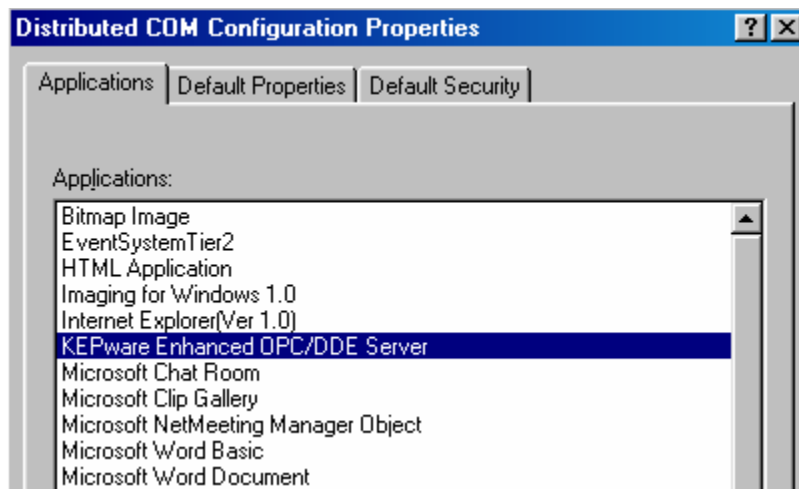 Distributed COM Configuration Properties
Applications Default Properties Default Security
Applications:
Bitmap Image
EventSystemTier2
HTML Application
Imaging for Windows 1.0
Internet Explorer(Ver 1.0)
KEPware Enhanced OPC/DDE Server
Microsoft Chat Room
Microsoft Clip Gallery
Microsoft NetMeeting Manager Object
Microsoft Word Basic
Microsoft Word Document